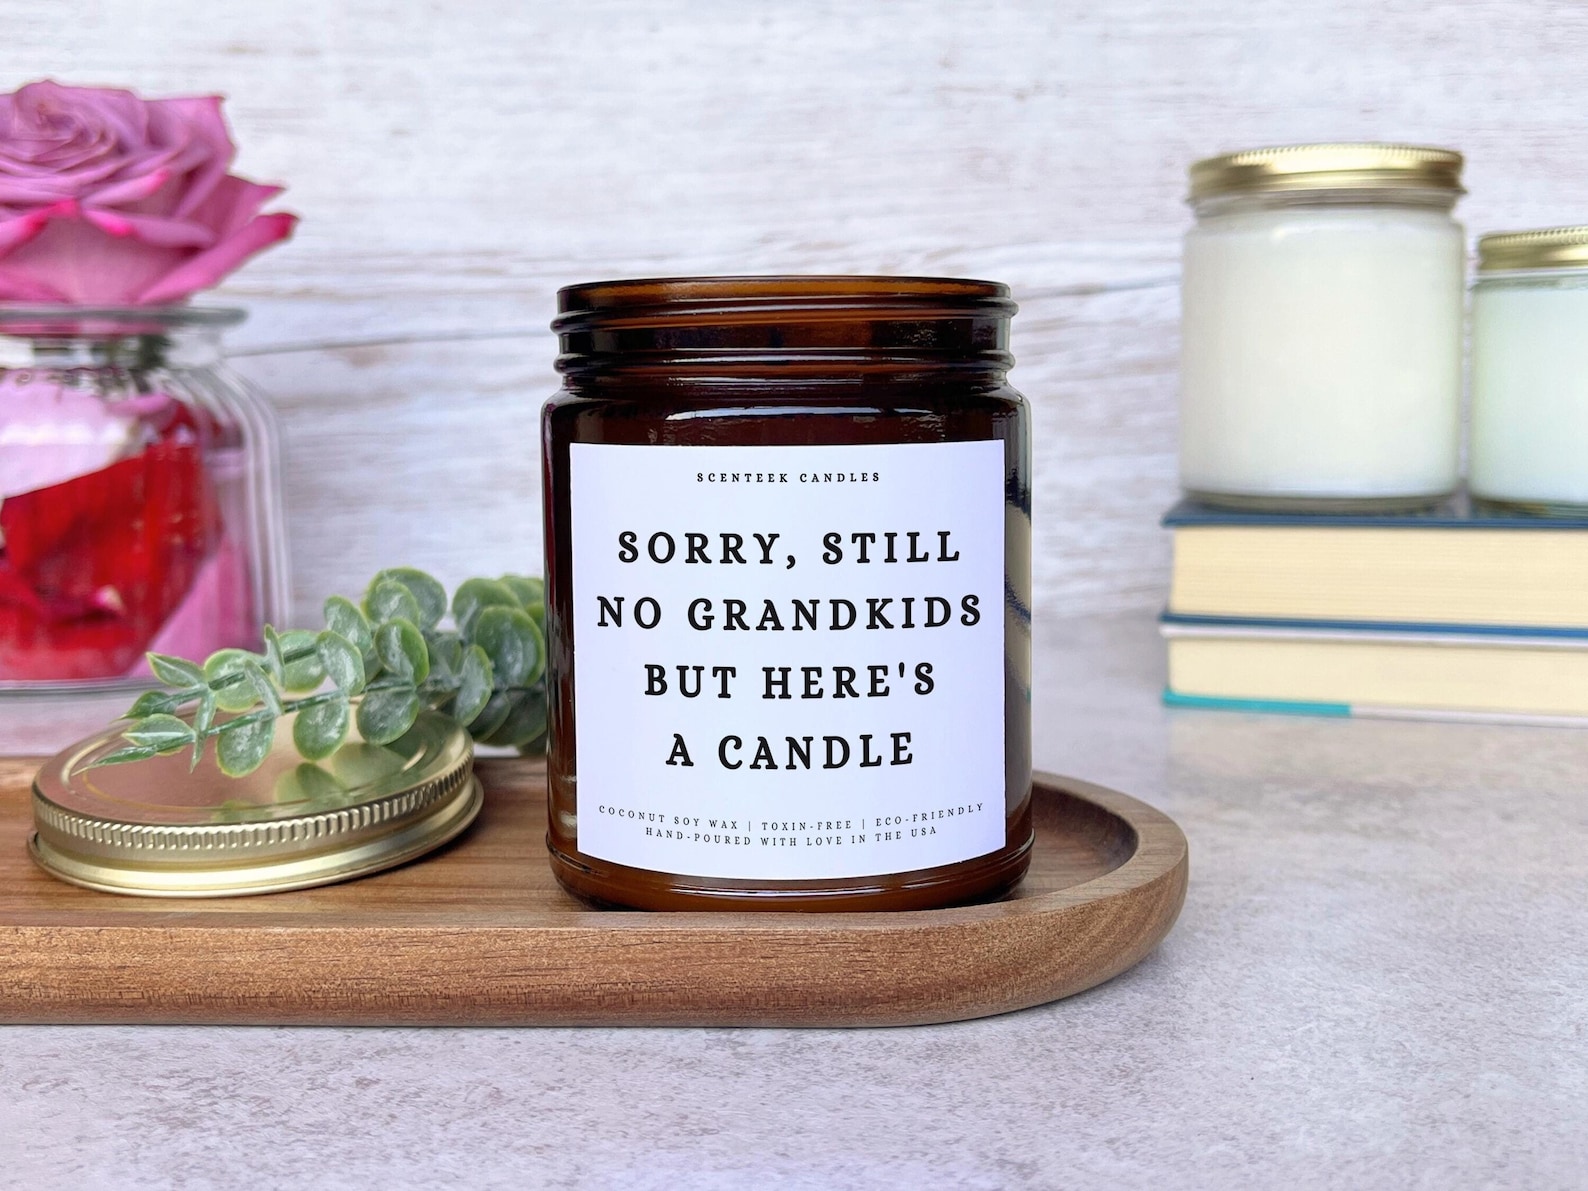 SCENTEEK CANDLES
SORRY, STILL
NO GRANDKIDS
BUT HERE'S
A CANDLE
COCONUT SOY WAX | TOXIN-FREE | ECO-FRIENDLY
HAND-POURED WITH LOVE IN THE USA